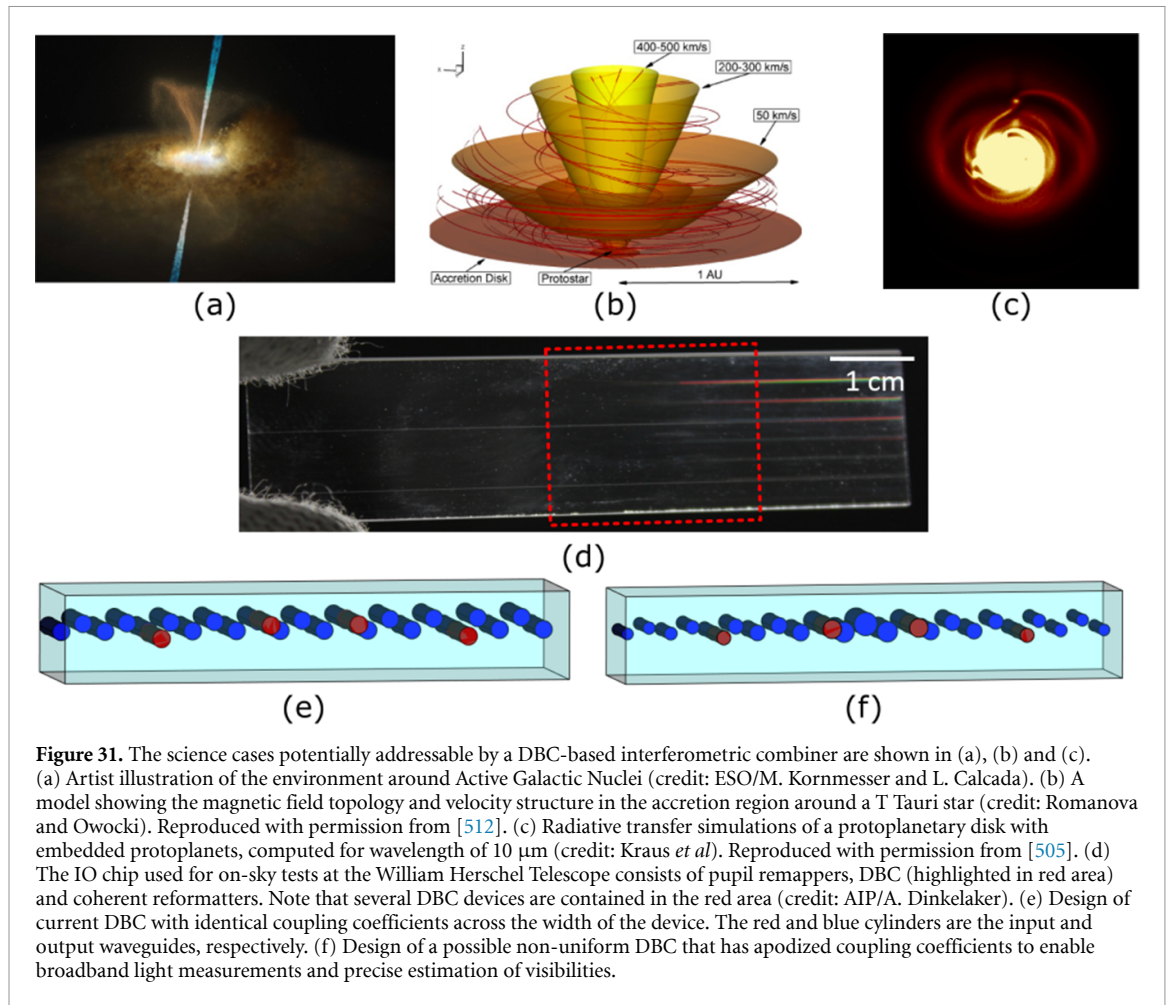 400-500 km/s
200-300 km/s
50 km/s
z
x
Accretion Disk
Protostar
1 AU
(a)
(b)
(c)
1 cm
(d)
(e)
(f)
Figure 31. The science cases potentially addressable by a DBC-based interferometric combiner are shown in (a), (b) and (c).
(a) Artist illustration of the environment around Active Galactic Nuclei (credit: ESO/M. Kornmesser and L. Calcada). (b) A
model showing the magnetic field topology and velocity structure in the accretion region around a T Tauri star (credit: Romanova
and Owocki). Reproduced with permission from [512]. (c) Radiative transfer simulations of a protoplanetary disk with
embedded protoplanets, computed for wavelength of 10 μm (credit: Kraus et al). Reproduced with permission from [505]. (d)
The IO chip used for on-sky tests at the William Herschel Telescope consists of pupil remappers, DBC (highlighted in red area)
and coherent reformatters. Note that several DBC devices are contained in the red area (credit: AIP/A. Dinkelaker). (e) Design of
current DBC with identical coupling coefficients across the width of the device. The red and blue cylinders are the input and
output waveguides, respectively. (f) Design of a possible non-uniform DBC that has apodized coupling coefficients to enable
broadband light measurements and precise estimation of visibilities.